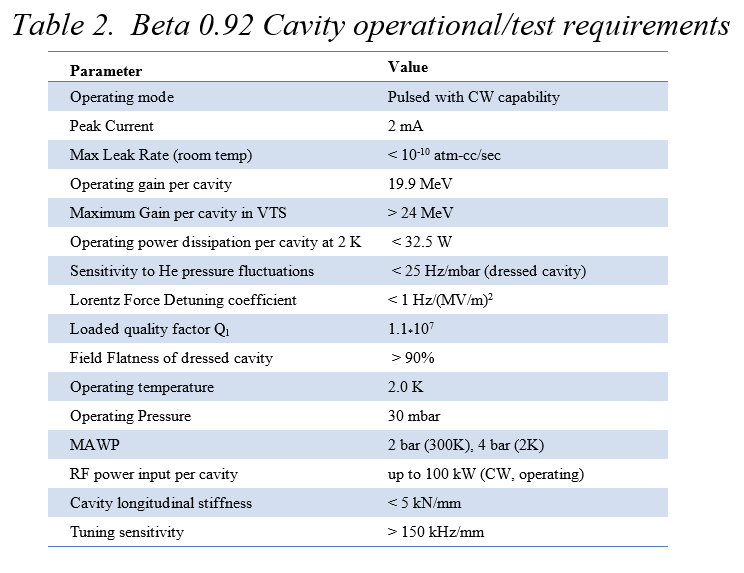 Table 2. Beta 0.92 Cavity operational/test requirements
Parameter Value
Operating mode Pulsed with CW capability
Peak Current 2 mA
Max Leak Rate (room temp) < 10⁻¹⁰ atm-cc/sec
Operating gain per cavity 19.9 MeV
Maximum Gain per cavity in VTS > 24 MeV
Operating power dissipation per cavity at 2 K < 32.5 W
Sensitivity to He pressure fluctuations < 25 Hz/mbar (dressed cavity)
Lorentz Force Detuning coefficient < 1 Hz/(MV/m)²
Loaded quality factor Qₗ 1.1•10⁷
Field Flatness of dressed cavity > 90%
Operating temperature 2.0 K
Operating Pressure 30 mbar
MAWP 2 bar (300K), 4 bar (2K)
RF power input per cavity up to 100 kW (CW, operating)
Cavity longitudinal stiffness < 5 kN/mm
Tuning sensitivity > 150 kHz/mm